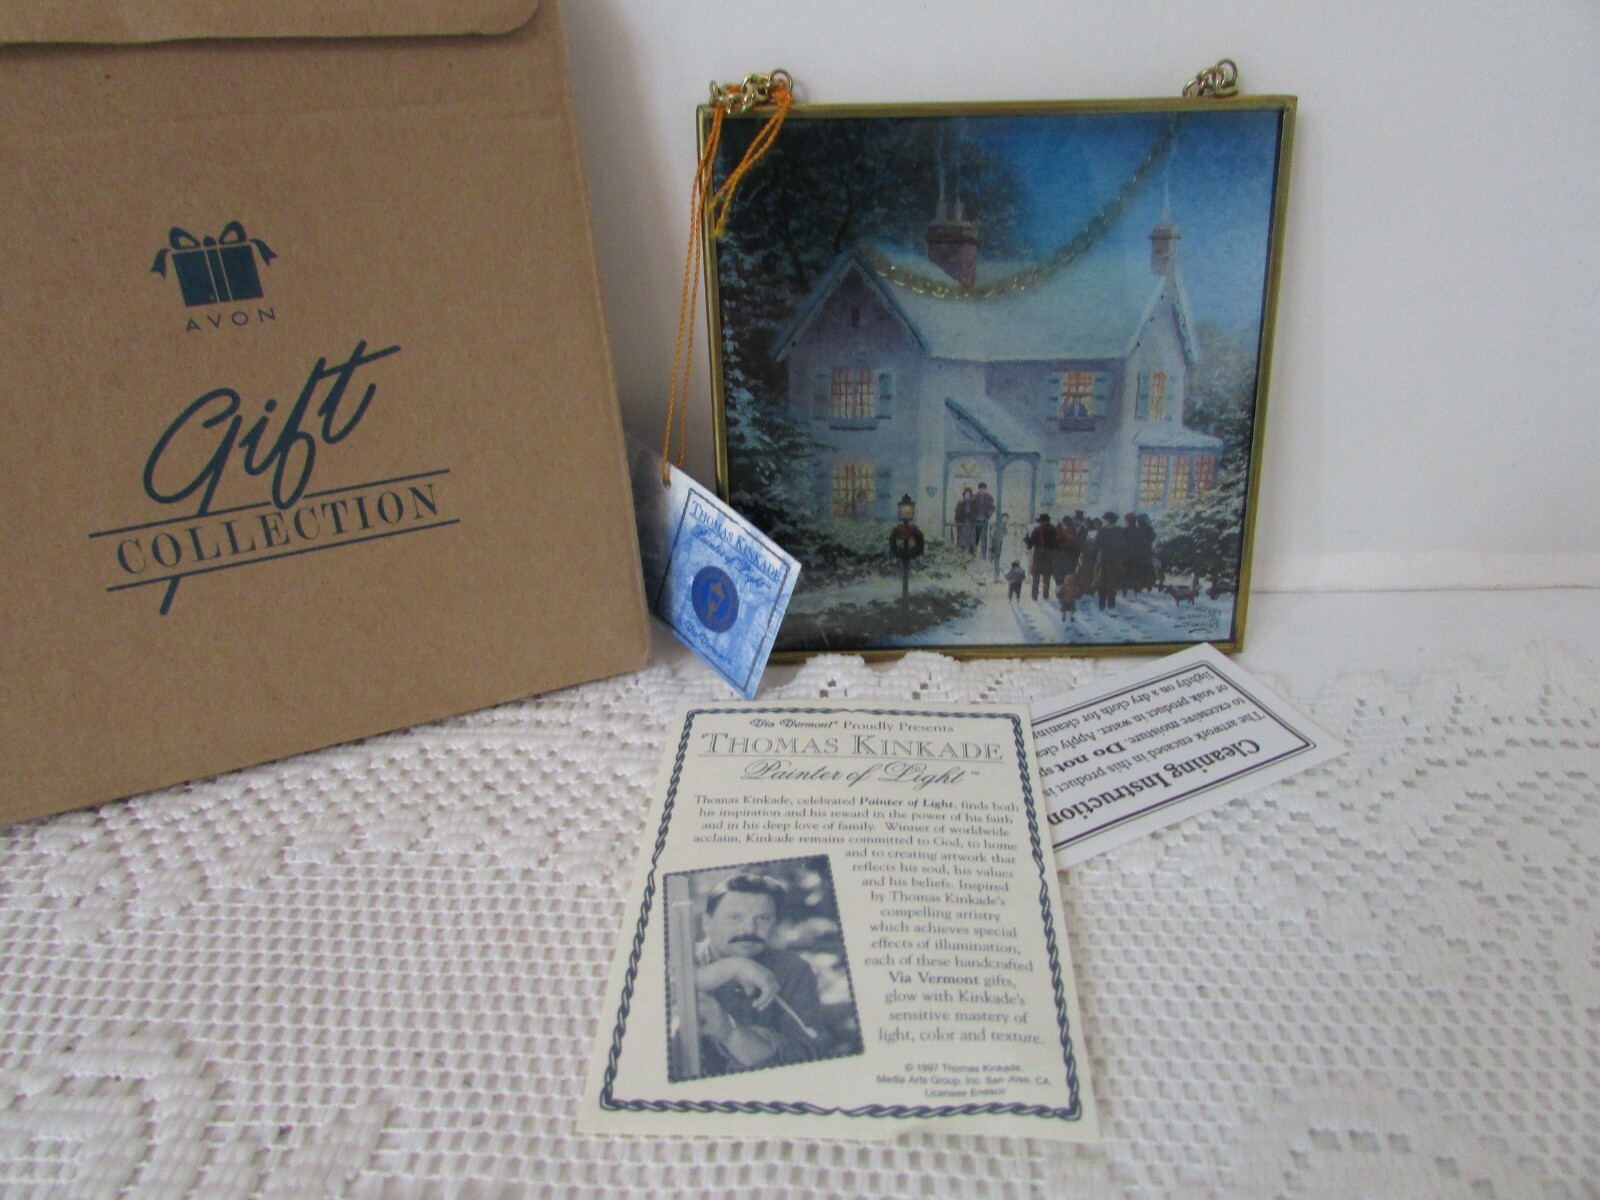 AVON
Gift
COLLECTION
THOMAS KINKADE
Painter of Light™
Via Vermont™
Via Vermont® Proudly Presents
THOMAS KINKADE
Painter of Light™
Thomas Kinkade, celebrated Painter of Light, finds both
his inspiration and his reward in the power of his faith
and in his deep love of family. Winner of worldwide
acclaim, Kinkade remains committed to God, to home
and to creating artwork that
reflects his soul, his values
and his beliefs. Inspired
by Thomas Kinkade's
compelling artistry
which achieves special
effects of illumination,
each of these handcrafted
Via Vermont gifts,
glow with Kinkade's
sensitive mastery of
light, color and texture.
© 1997 Thomas Kinkade,
Media Arts Group, Inc. San Jose, CA.
Licensee Enesco
Cleaning Instruction
The artwork encased in this product is
to excessive moisture. Do not
or soak product in water. Apply
lightly on a dry cloth for cleaning